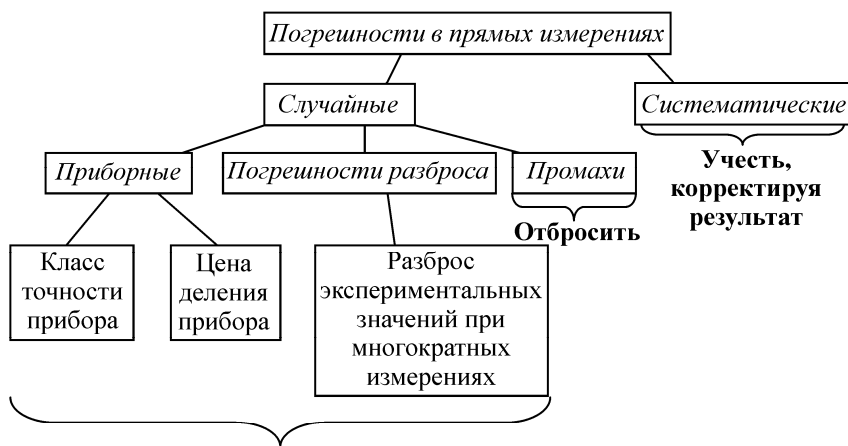 Погрешности в прямых измерениях
Случайные
Систематические
Учесть,
корректируя
результат
Приборные
Погрешности разброса
Промахи
Отбросить
Класс
точности
прибора
Цена
деления
прибора
Разброс
экспериментальных
значений при
многократных
измерениях